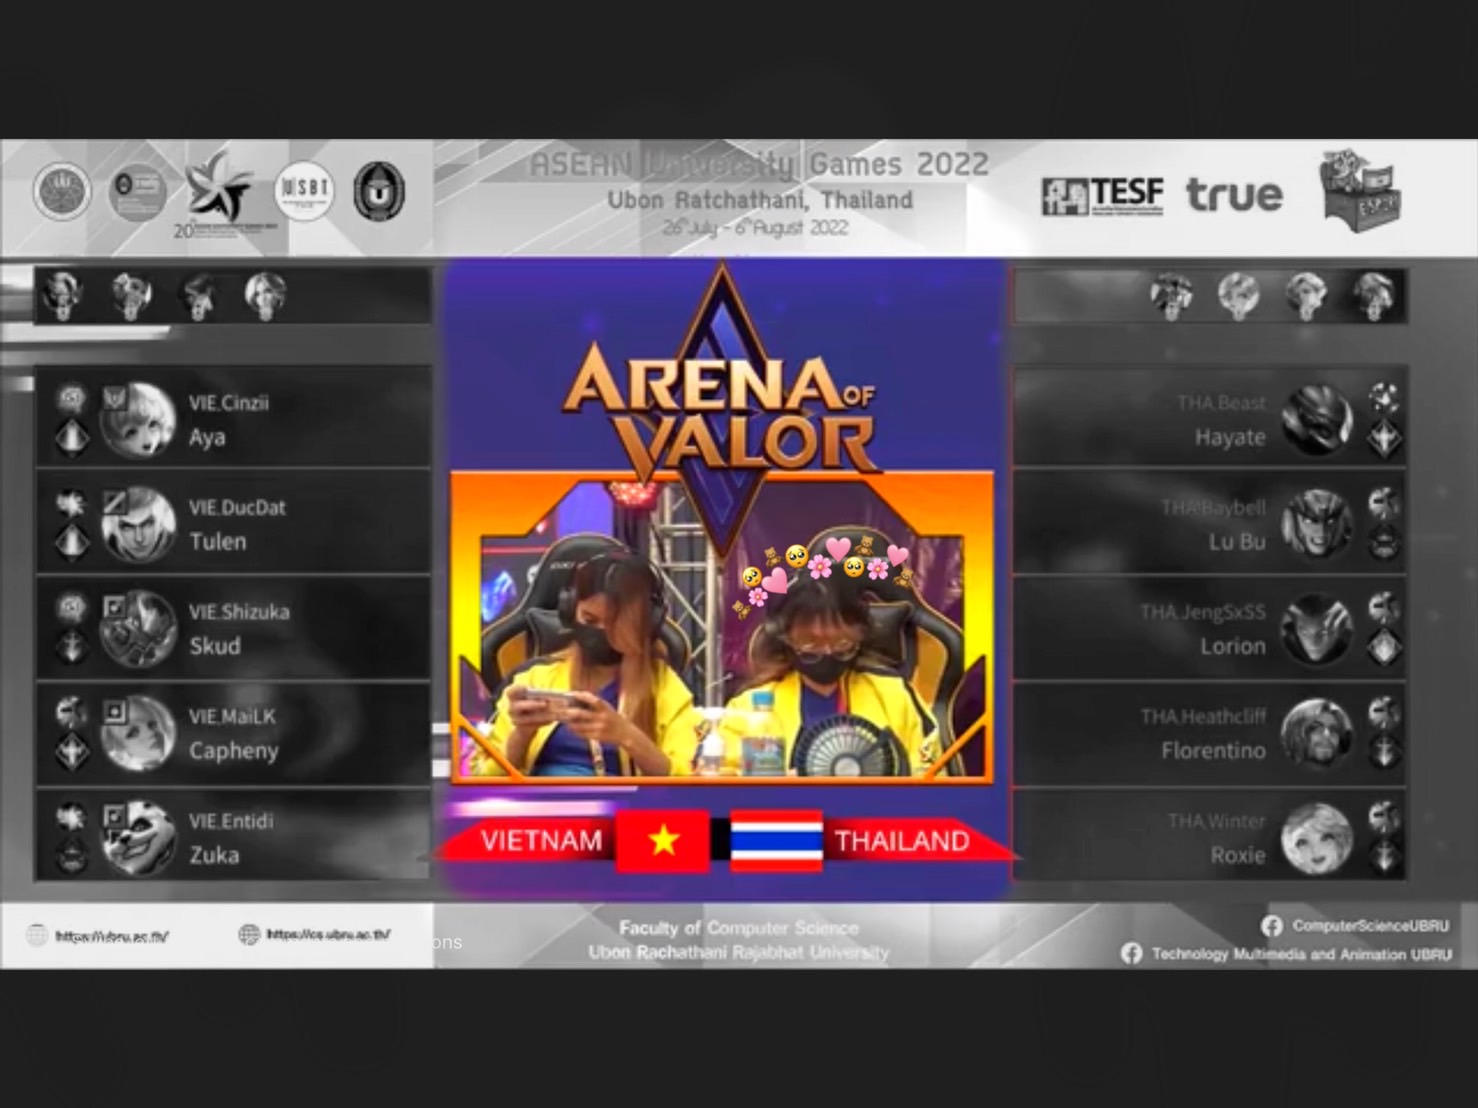 ASEAN University Games 2022
Ubon Ratchathani, Thailand
26th July - 6th August 2022
20th
USBT
TESF
true
VIE.Cinzii
Aya
VIE.DucDat
Tulen
VIE.Shizuka
Skud
VIE.MaiLK
Capheny
VIE.Entidi
Zuka
ARENA OF
VALOR
VIETNAM
THAILAND
THA.Beast
Hayate
THA.Baybell
Lu Bu
THA.JengSxSS
Lorion
THA.Heathcliff
Florentino
THA.Winter
Roxie
https://ubru.ac.th/
https://cs.ubru.ac.th/
ons
Faculty of Computer Science
Ubon Rachathani Rajabhat University
ComputerScienceUBRU
Technology Multimedia and Animation UBRU